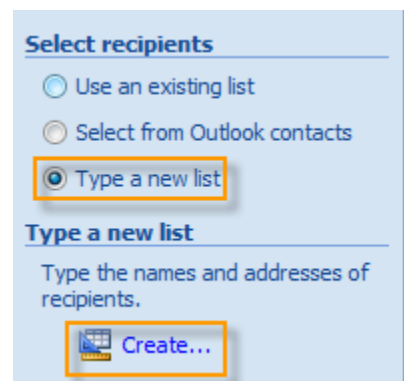 Select recipients
Use an existing list
Select from Outlook contacts
Type a new list
Type a new list
Type the names and addresses of
recipients.
Create...